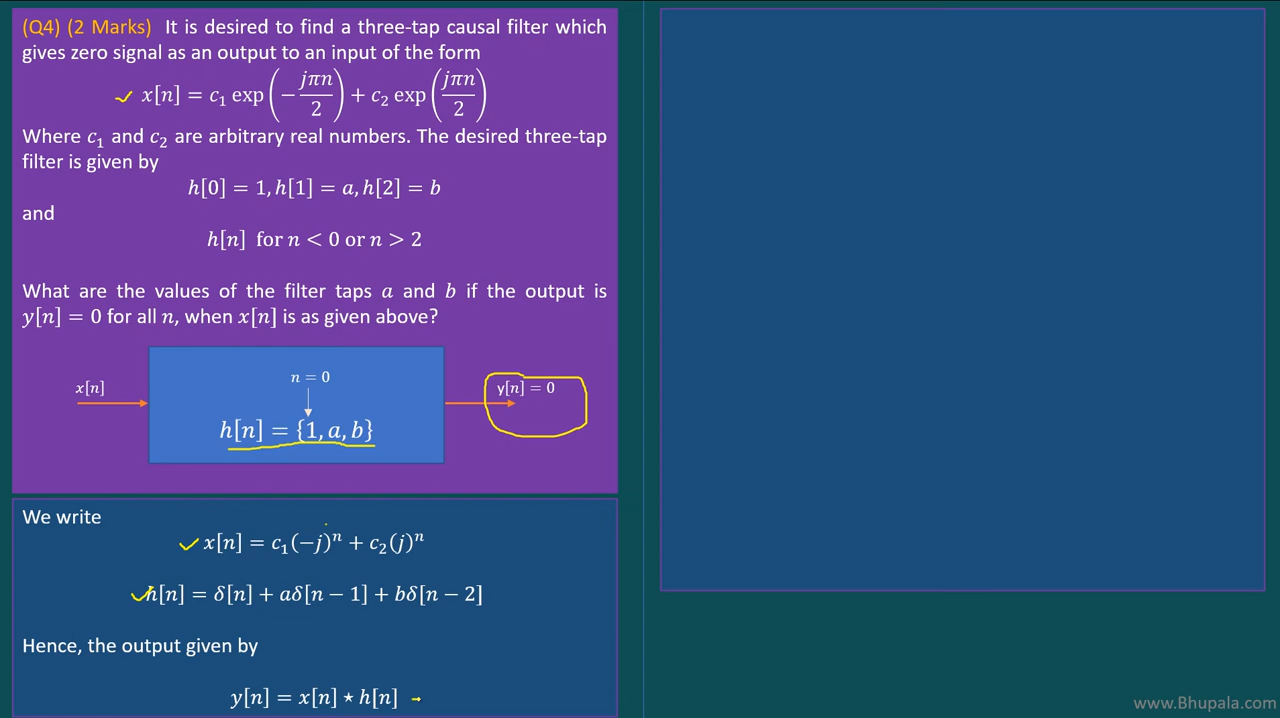 (Q4) (2 Marks) It is desired to find a three-tap causal filter which
gives zero signal as an output to an input of the form
x[n] = c₁ exp(−jπn/2) + c₂ exp(jπn/2)
Where c₁ and c₂ are arbitrary real numbers. The desired three-tap
filter is given by
h[0] = 1, h[1] = a, h[2] = b
and
h[n] for n < 0 or n > 2
What are the values of the filter taps a and b if the output is
y[n] = 0 for all n, when x[n] is as given above?
n = 0
x[n]
y[n] = 0
h[n] = {1, a, b}
We write
x[n] = c₁(−j)ⁿ + c₂(j)ⁿ
h[n] = δ[n] + aδ[n − 1] + bδ[n − 2]
Hence, the output given by
y[n] = x[n] ⋆ h[n]
www.Bhupala.com